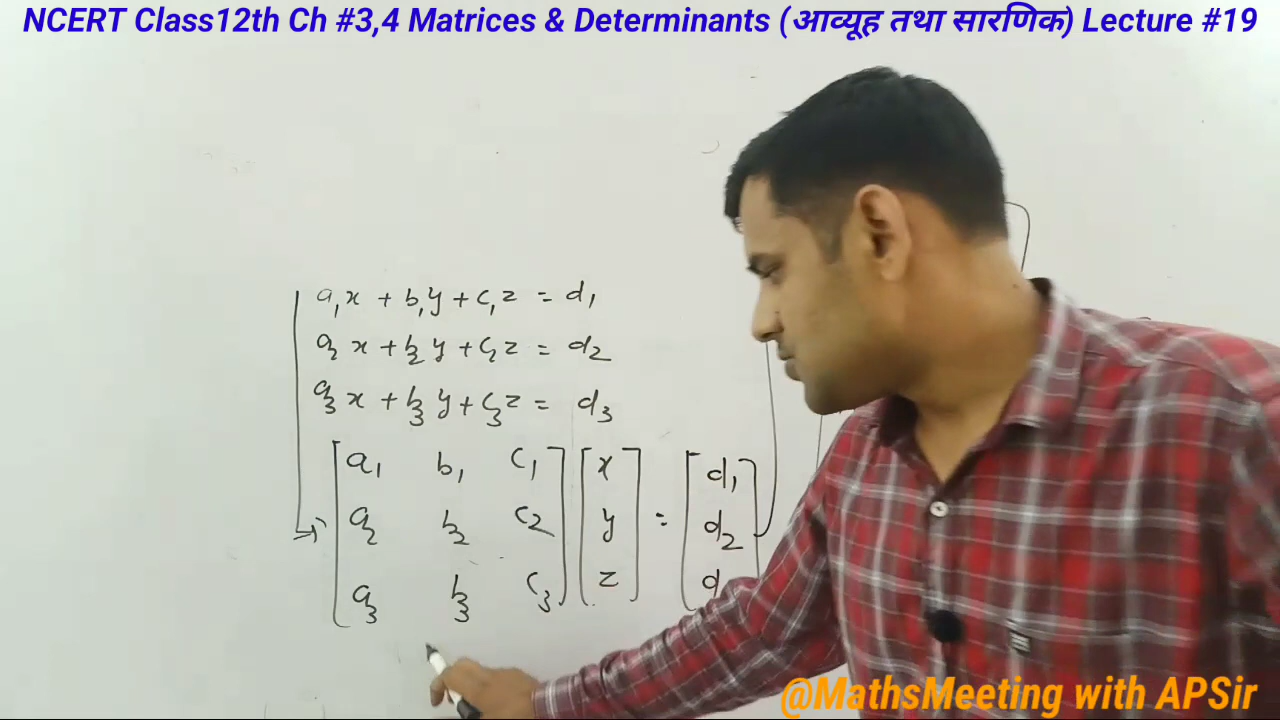 NCERT Class12th Ch #3,4 Matrices & Determinants (आव्यूह तथा सारणिक) Lecture #19
a₁x + b₁y + c₁z = d₁
a₂x + b₂y + c₂z = d₂
a₃x + b₃y + c₃z = d₃
a₁ b₁ c₁ x d₁
a₂ b₂ c₂ y = d₂
a₃ b₃ c₃ z d
@MathsMeeting with APSir